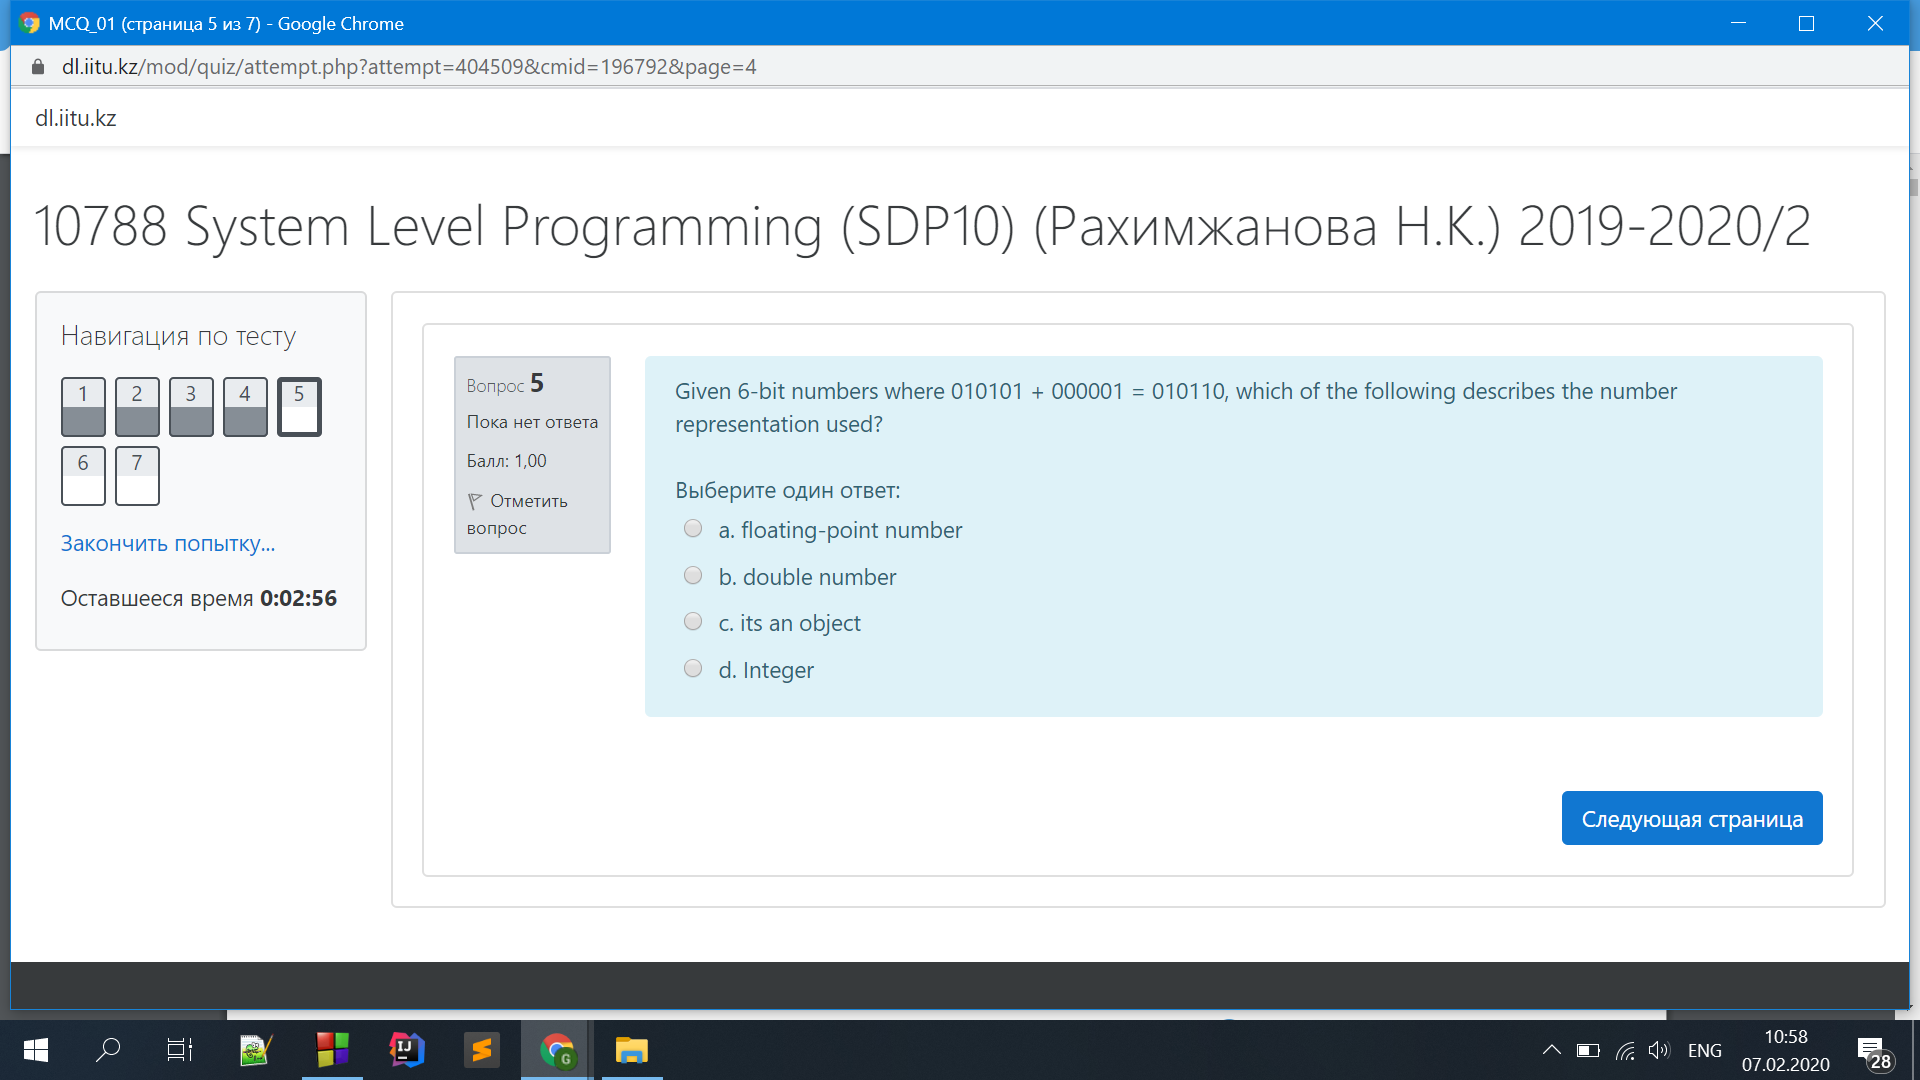 MCQ_01 (страница 5 из 7) - Google Chrome
dl.iitu.kz/mod/quiz/attempt.php?attempt=404509&cmid=196792&page=4
dl.iitu.kz
10788 System Level Programming (SDP10) (Рахимжанова Н.К.) 2019-2020/2
Навигация по тесту
1 2 3 4 5
6 7
Закончить попытку...
Оставшееся время 0:02:56
Вопрос 5
Пока нет ответа
Балл: 1,00
Отметить
вопрос
Given 6-bit numbers where 010101 + 000001 = 010110, which of the following describes the number
representation used?
Выберите один ответ:
a. floating-point number
b. double number
c. its an object
d. Integer
Следующая страница
IJ
G
ENG
10:58
07.02.2020
28